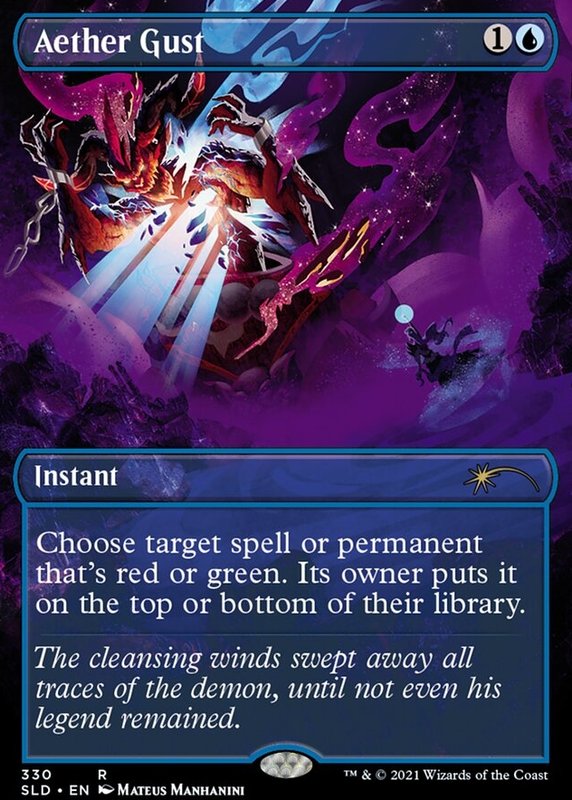 Aether Gust 1
Instant
Choose target spell or permanent
that's red or green. Its owner puts it
on the top or bottom of their library.
The cleansing winds swept away all
traces of the demon, until not even his
legend remained.
330 R
SLD • EN Mateus Manhanini
™ & © 2021 Wizards of the Coast